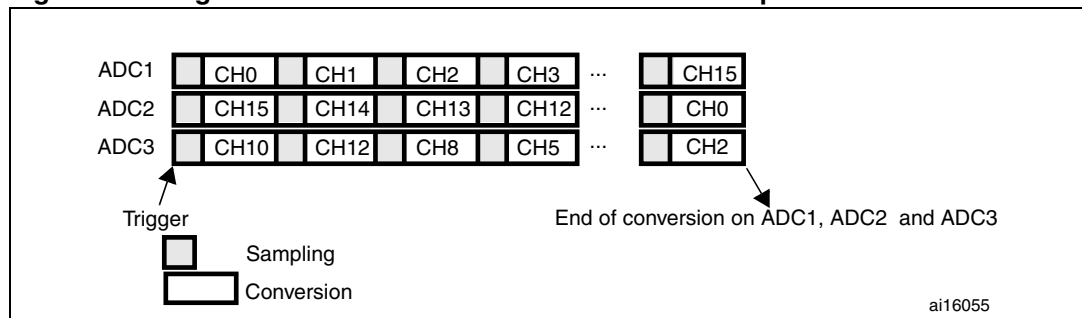 ADC1 CH0 CH1 CH2 CH3 ... CH15
ADC2 CH15 CH14 CH13 CH12 ... CH0
ADC3 CH10 CH12 CH8 CH5 ... CH2
Trigger
End of conversion on ADC1, ADC2 and ADC3
Sampling
Conversion
ai16055